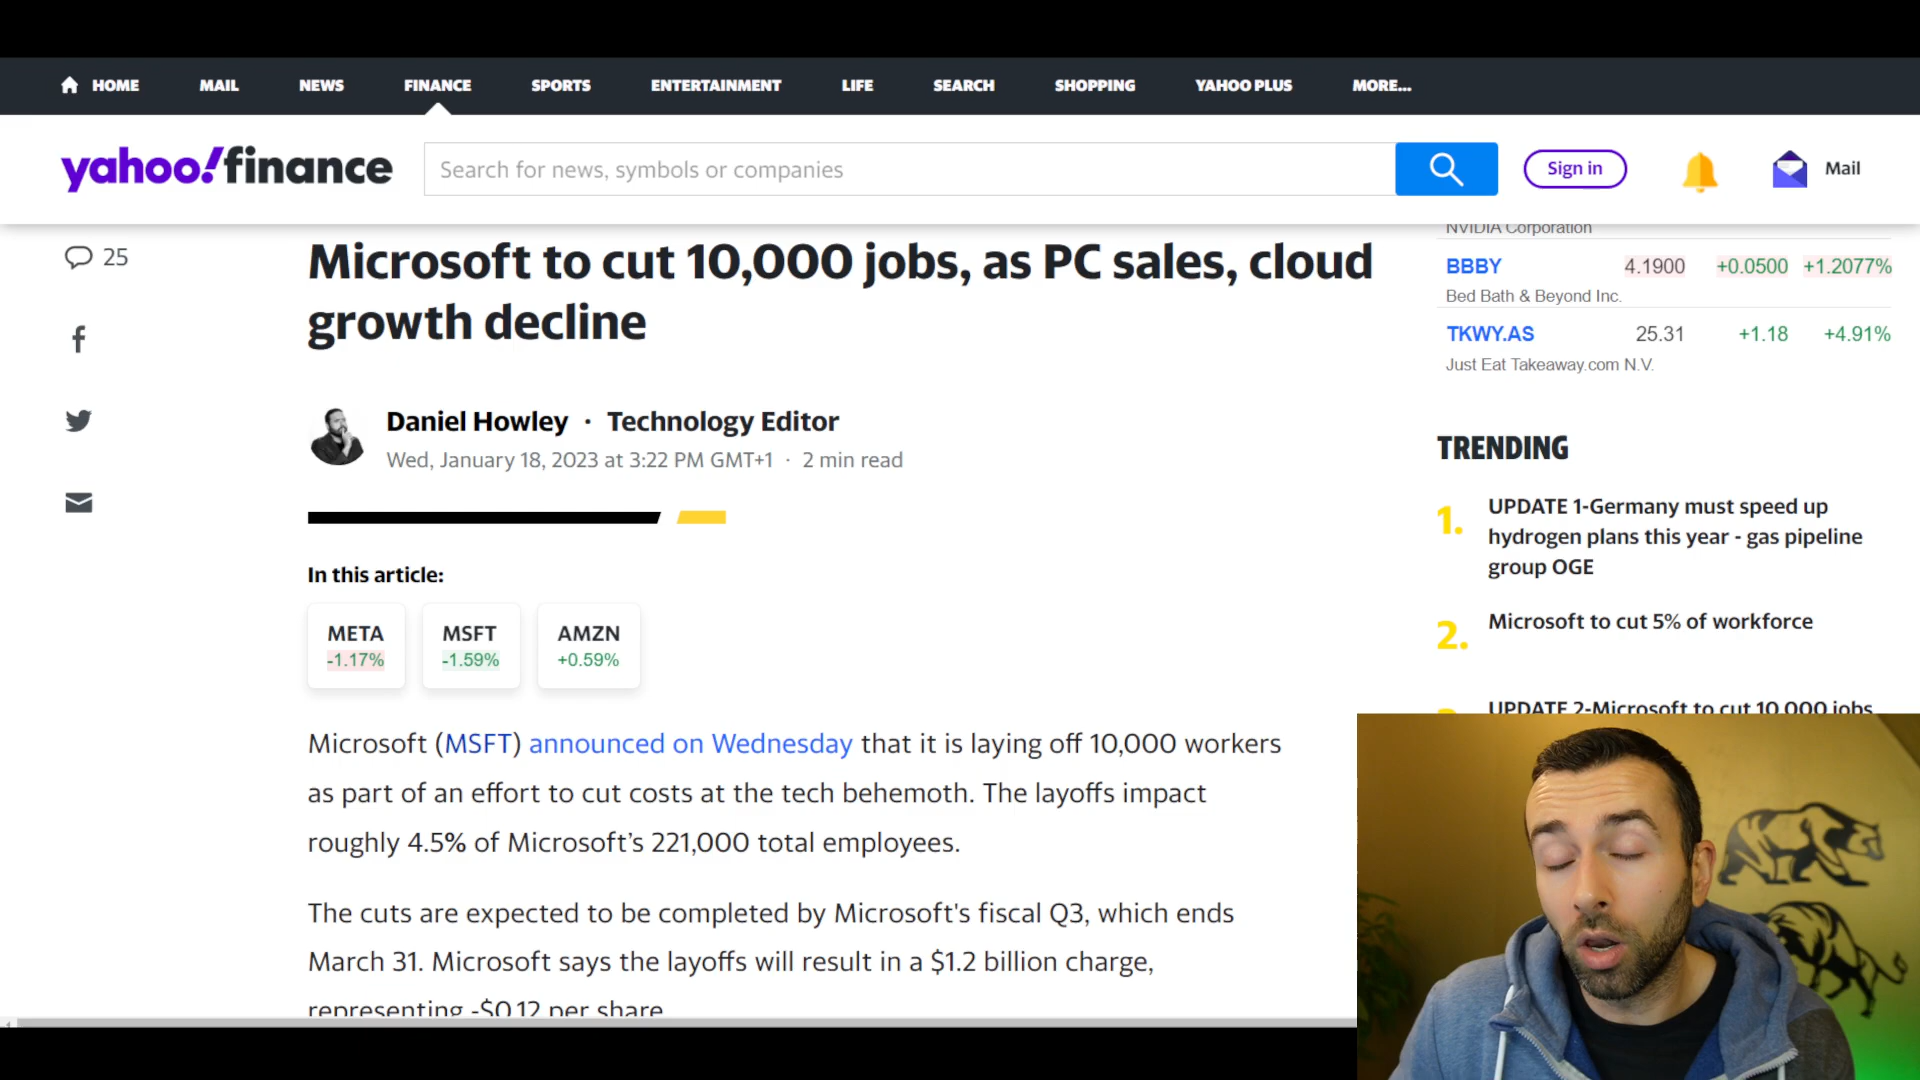 HOME MAIL NEWS FINANCE SPORTS ENTERTAINMENT LIFE SEARCH SHOPPING YAHOO PLUS MORE...
yahoo!finance
Search for news, symbols or companies
Sign in
Mail
25
Microsoft to cut 10,000 jobs, as PC sales, cloud
growth decline
Daniel Howley · Technology Editor
Wed, January 18, 2023 at 3:22 PM GMT+1 · 2 min read
In this article:
META
-1.17%
MSFT
-1.59%
AMZN
+0.59%
Microsoft (MSFT) announced on Wednesday that it is laying off 10,000 workers
as part of an effort to cut costs at the tech behemoth. The layoffs impact
roughly 4.5% of Microsoft's 221,000 total employees.
The cuts are expected to be completed by Microsoft's fiscal Q3, which ends
March 31. Microsoft says the layoffs will result in a $1.2 billion charge,
representing -$0.12 per share
NVIDIA Corporation
BBBY 4.1900 +0.0500 +1.2077%
Bed Bath & Beyond Inc.
TKWY.AS 25.31 +1.18 +4.91%
Just Eat Takeaway.com N.V.
TRENDING
1. UPDATE 1-Germany must speed up
hydrogen plans this year - gas pipeline
group OGE
2. Microsoft to cut 5% of workforce
UPDATE 2-Microsoft to cut 10,000 jobs